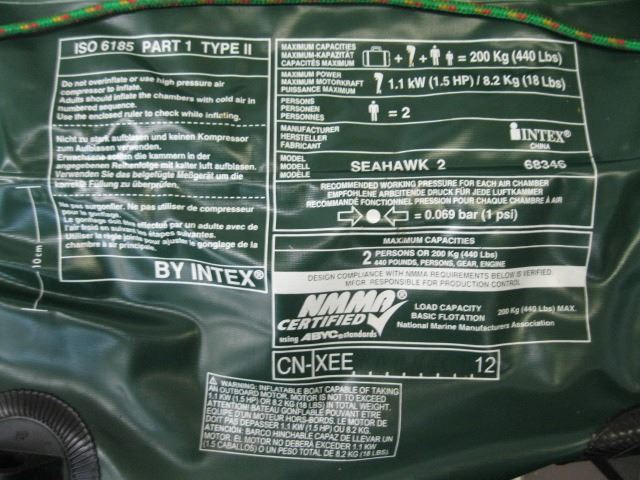 ISO 6185 PART 1 TYPE II
Do not overinflate or use high pressure air
compressor to inflate.
Adults should inflate the chambers with cold air in
numbered sequence.
Use the enclosed ruler to check while inflating.
Nicht zu stark aufblasen und keinen Kompressor
zum Aufblasen verwenden.
Erwachsene sollten die kammern in der
angegebenen Reihenfolge mit kalter luft aufblasen.
Verwenden Sie das beigefügte Meßgerät um die
korrekte Füllung zu überprüfen.
Ne pas surgonfler. Ne pas utiliser de compresseur
pour le gonflage.
Le gonflage doit être effectué par un adulte avec de
l'air froid en suivant les étapes suivantes.
Utiliser la règle jointe pour ajuster le gonglage de la
chambre à air principale.
BY INTEX®
10cm
MAXIMUM CAPACITIES
MAXIMUM-KAPAZITÄT
CAPACITÉS MAXIMUM
+ + = 200 Kg (440 Lbs)
MAXIMUM POWER
MAXIMUM MOTORKRAFT
PUISSANCE MAXIMUM
1.1 kW (1.5 HP) / 8.2 Kg (18 Lbs)
PERSONS
PERSONEN
PERSONNES
= 2
MANUFACTURER
HERSTELLER
FABRICANT
INTEX®
CHINA
MODEL
MODELL
MODÈLE
SEAHAWK 2 68346
RECOMMENDED WORKING PRESSURE FOR EACH AIR CHAMBER
EMPFOHLENE ARBEITENDE DRUCK FÜR JEDE LUFTKAMMER
RECOMMANDÉ FONCTIONNEL PRESSION POUR CHAQUE CHAMBRE À AIR
= 0.069 bar (1 psi)
MAXIMUM CAPACITIES
2 PERSONS OR 200 Kg (440 Lbs)
440 POUNDS, PERSONS, GEAR, ENGINE
DESIGN COMPLIANCE WITH NMMA REQUIREMENTS BELOW IS VERIFIED.
MFGR. RESPONSIBLE FOR PRODUCTION CONTROL
NMMA®
CERTIFIED
using ABYC standards
LOAD CAPACITY 200 Kg (440 Lbs) MAX.
BASIC FLOTATION
National Marine Manufacturers Association
CN-XEE 12
WARNING: INFLATABLE BOAT CAPABLE OF TAKING
AN OUTBOARD MOTOR. MOTOR IS NOT TO EXCEED
1.1 KW (1.5 HP) OR 8.2 KG (18 LBS) IN TOTAL WEIGHT.
ATTENTION! BATEAU GONFLABLE POUVANT ETRE
EQUIPE D'UN MOTEUR HORS-BORDS. LE MOTEUR DE
DOIT PAS DEPASSER 1.1 KW (1.5 HP) OU 8.2 KG (18 LBS).
ATENCIÓN: BARCO HINCHABLE CAPAZ DE LLEVAR UN
MOTOR. EL MOTOR NO DEBERÁ EXCEDER 1.1 KW
(1.5 CABALLOS) O UN PESO TOTAL DE 8.2 KG (18 LBS).